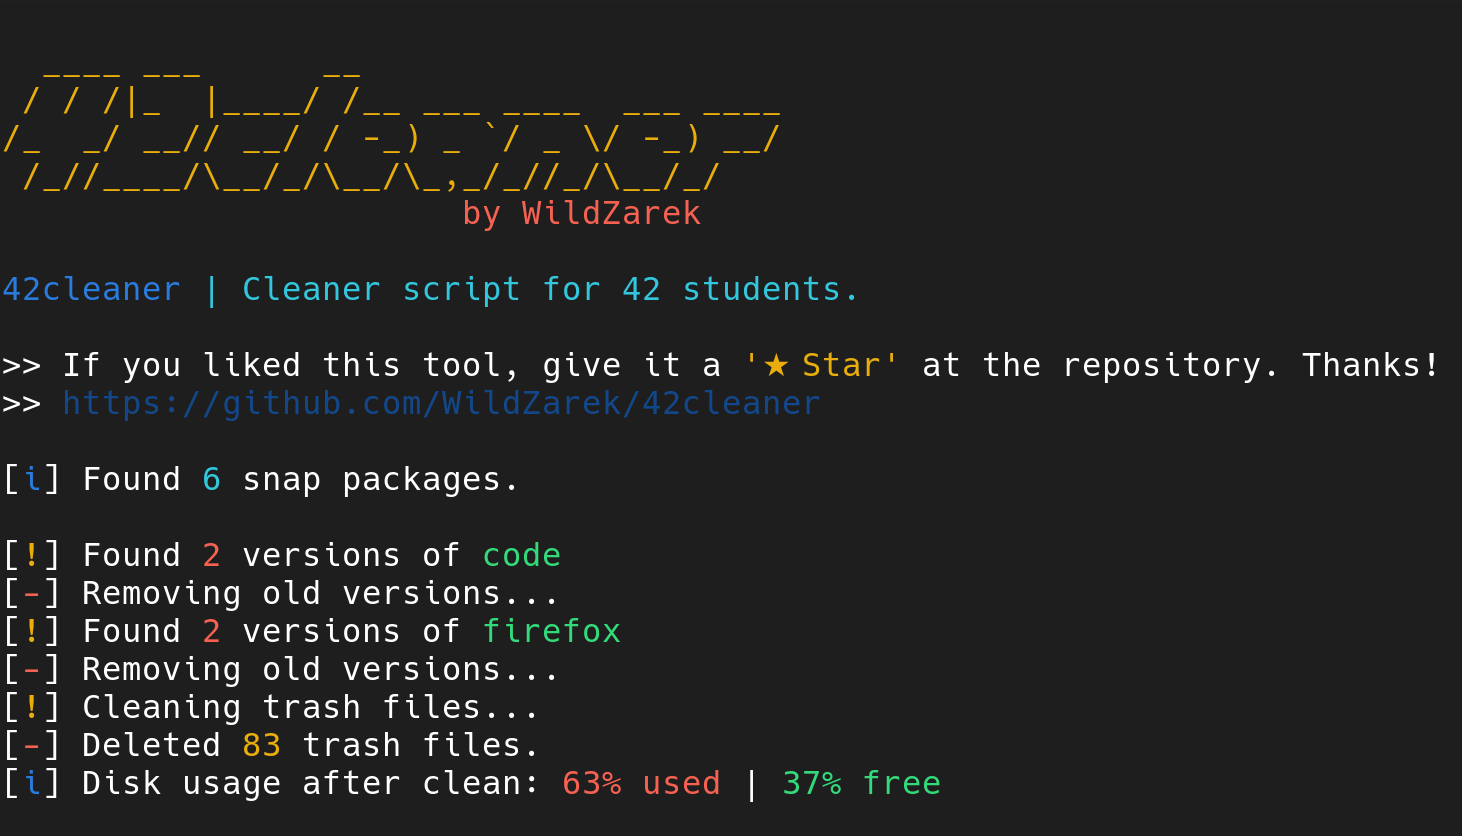 ____ ___      __
 / / /|_  |____/ /__ ___ ____  ___ ____
/_  _/ __// __/ / -_) _ `/ _ \/ -_) __/
 /_//____/\__/_/\__/\_,_/_//_/\__/_/
                       by WildZarek
42cleaner | Cleaner script for 42 students.
>> If you liked this tool, give it a '★ Star' at the repository. Thanks!
>> https://github.com/WildZarek/42cleaner
[i] Found 6 snap packages.
[!] Found 2 versions of code
[-] Removing old versions...
[!] Found 2 versions of firefox
[-] Removing old versions...
[!] Cleaning trash files...
[-] Deleted 83 trash files.
[i] Disk usage after clean: 63% used | 37% free